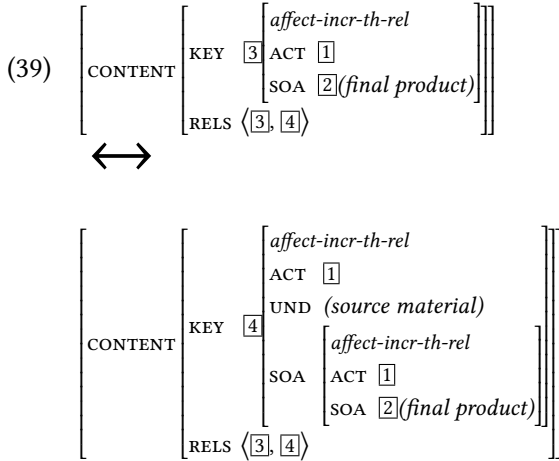 affect-incr-th-rel
(39) CONTENT KEY 3 ACT 1
SOA 2(final product)
RELS ⟨3, 4⟩
⟷
affect-incr-th-rel
ACT 1
UND (source material)
CONTENT KEY 4 affect-incr-th-rel
SOA ACT 1
SOA 2(final product)
RELS ⟨3, 4⟩